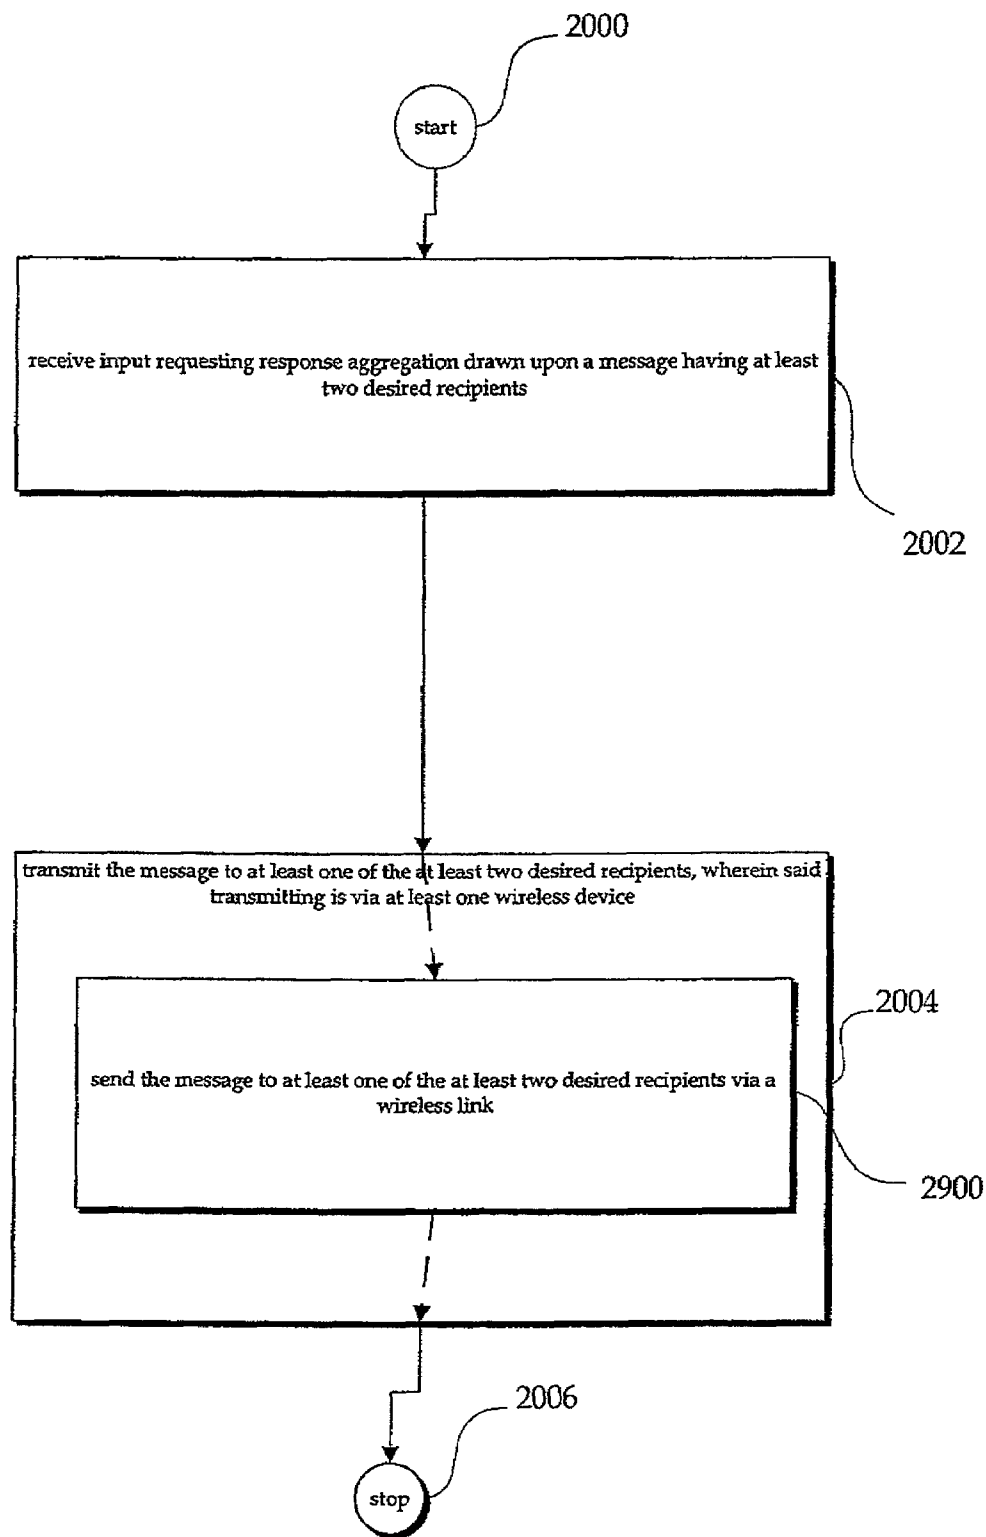 2000
start
receive input requesting response aggregation drawn upon a message having at least
two desired recipients
2002
transmit the message to at least one of the at least two desired recipients, wherein said
transmitting is via at least one wireless device
2004
send the message to at least one of the at least two desired recipients via a
wireless link
2900
2006
stop